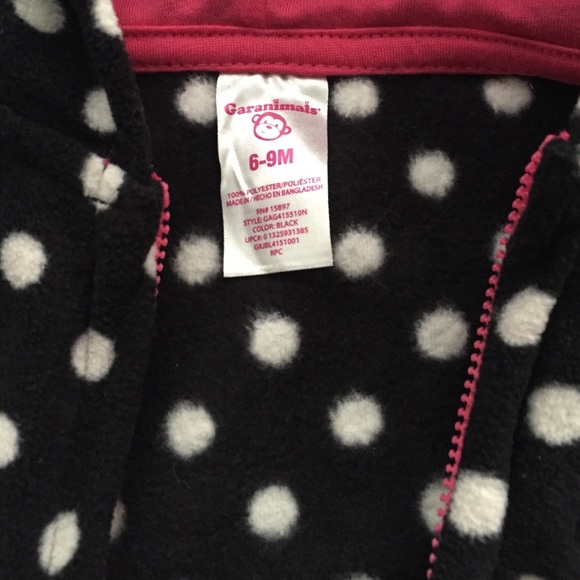 Garanimals
6-9M
100% POLYESTER/POLIÉSTER
MADE IN / HECHO EN BANGLADESH
RN# 15897
STYLE: GAG415510N
COLOR: BLACK
UPC#: 01325931385
GIUBL4151001
RPC